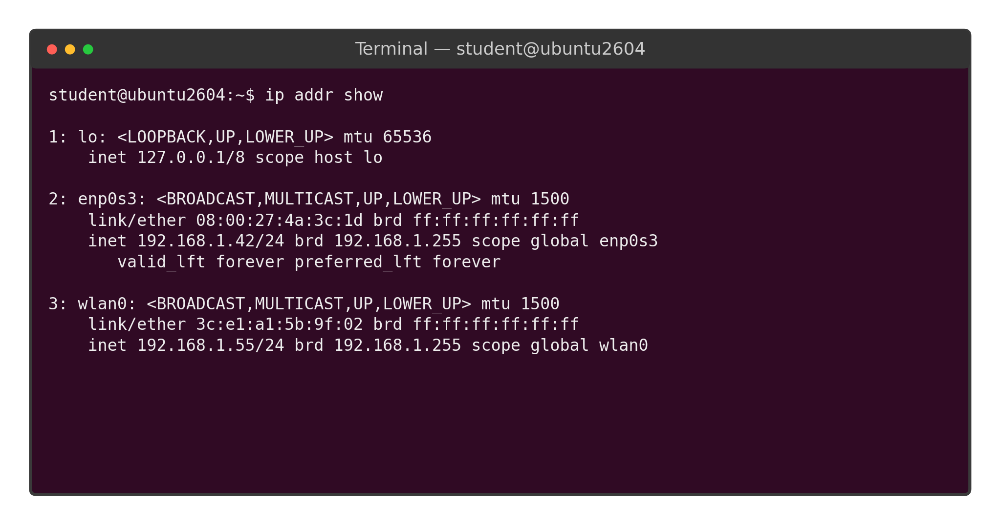 Terminal — student@ubuntu2604
student@ubuntu2604:~$ ip addr show
1: lo: <LOOPBACK,UP,LOWER_UP> mtu 65536
inet 127.0.0.1/8 scope host lo
2: enp0s3: <BROADCAST,MULTICAST,UP,LOWER_UP> mtu 1500
link/ether 08:00:27:4a:3c:1d brd ff:ff:ff:ff:ff:ff
inet 192.168.1.42/24 brd 192.168.1.255 scope global enp0s3
valid_lft forever preferred_lft forever
3: wlan0: <BROADCAST,MULTICAST,UP,LOWER_UP> mtu 1500
link/ether 3c:e1:a1:5b:9f:02 brd ff:ff:ff:ff:ff:ff
inet 192.168.1.55/24 brd 192.168.1.255 scope global wlan0